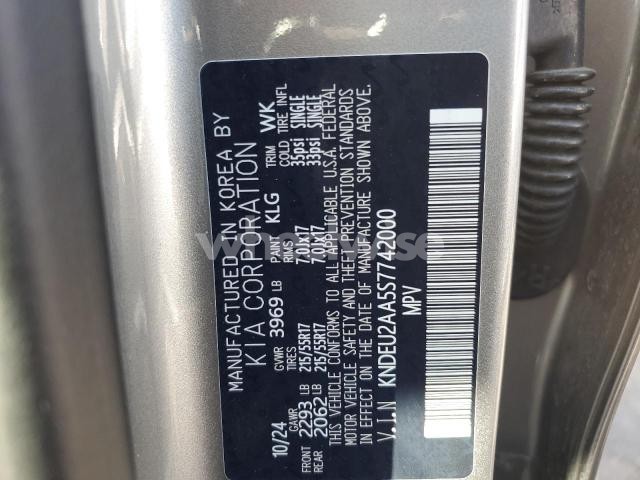 MANUFACTURED IN KOREA BY
KIA CORPORATION
10/24 GVWR 3969 LB PAINT KLG TRIM WK
GAWR TIRES RIMS COLD TIRE INFL
FRONT 2293 LB 215/55R17 7.0Jx17 35psi SINGLE
REAR 2062 LB 215/55R17 7.0Jx17 33psi SINGLE
THIS VEHICLE CONFORMS TO ALL APPLICABLE U.S.A. FEDERAL
MOTOR VEHICLE SAFETY AND THEFT PREVENTION STANDARDS
IN EFFECT ON THE DATE OF MANUFACTURE SHOWN ABOVE.
V.I.N KNDEU2AA5S7742000
MPV